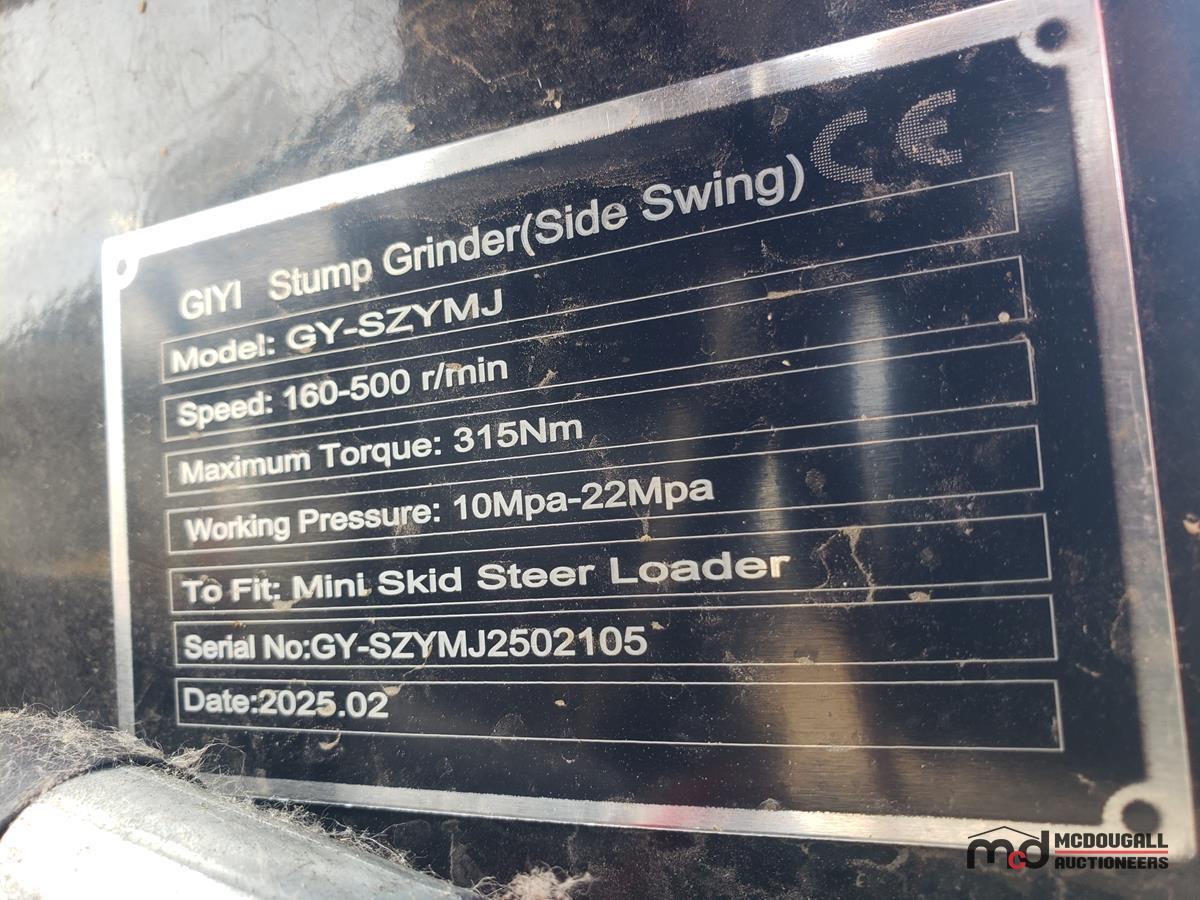 GIYI Stump Grinder(Side Swing) CE
Model: GY-SZYMJ
Speed: 160-500 r/min
Maximum Torque: 315Nm
Working Pressure: 10Mpa-22Mpa
To Fit: Mini Skid Steer Loader
Serial No:GY-SZYMJ2502105
Date:2025.02
mcd MCDOUGALL
AUCTIONEERS